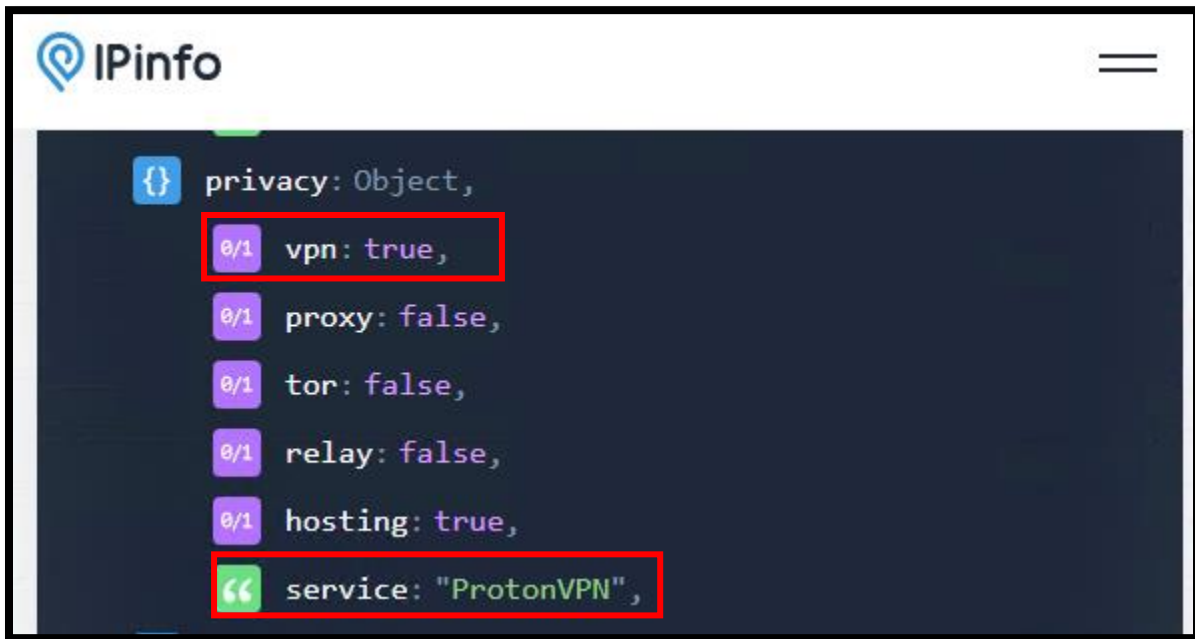 IPinfo
{} privacy: Object,
0/1 vpn: true,
0/1 proxy: false,
0/1 tor: false,
0/1 relay: false,
0/1 hosting: true,
“ service: "ProtonVPN",